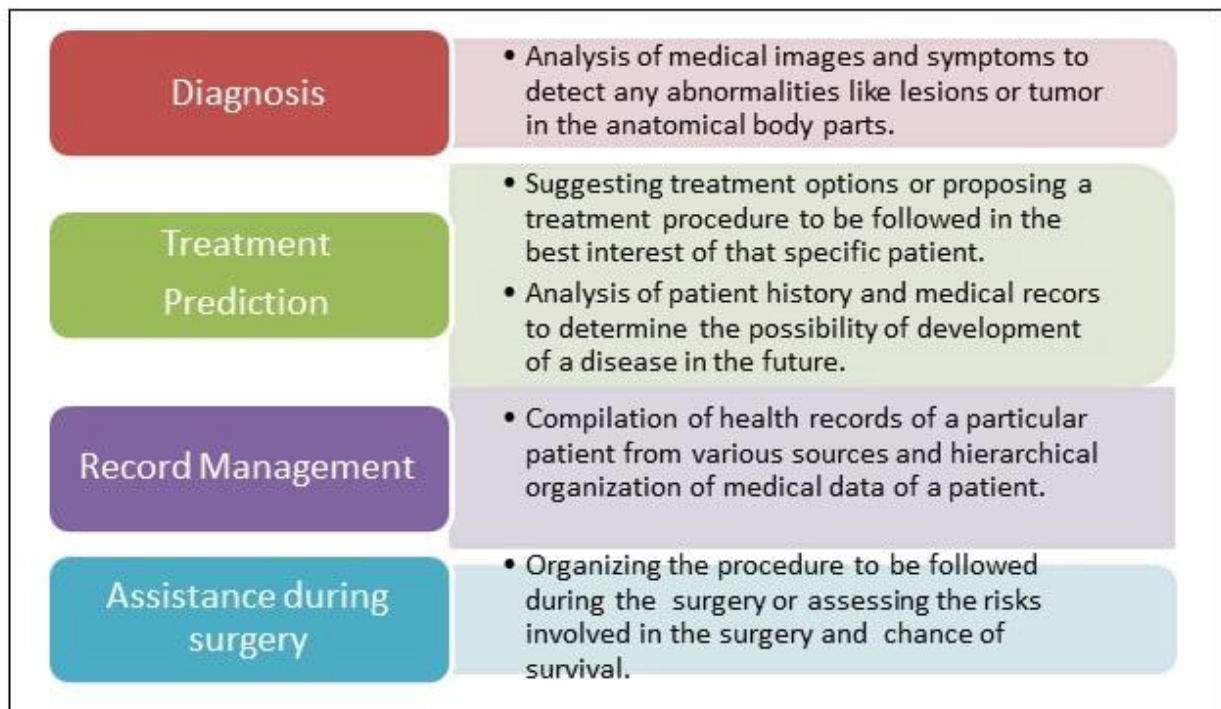 Diagnosis
• Analysis of medical images and symptoms to
detect any abnormalities like lesions or tumor
in the anatomical body parts.
Treatment
Prediction
• Suggesting treatment options or proposing a
treatment procedure to be followed in the
best interest of that specific patient.
• Analysis of patient history and medical recors
to determine the possibility of development
of a disease in the future.
Record Management
• Compilation of health records of a particular
patient from various sources and hierarchical
organization of medical data of a patient.
Assistance during
surgery
• Organizing the procedure to be followed
during the surgery or assessing the risks
involved in the surgery and chance of
survival.